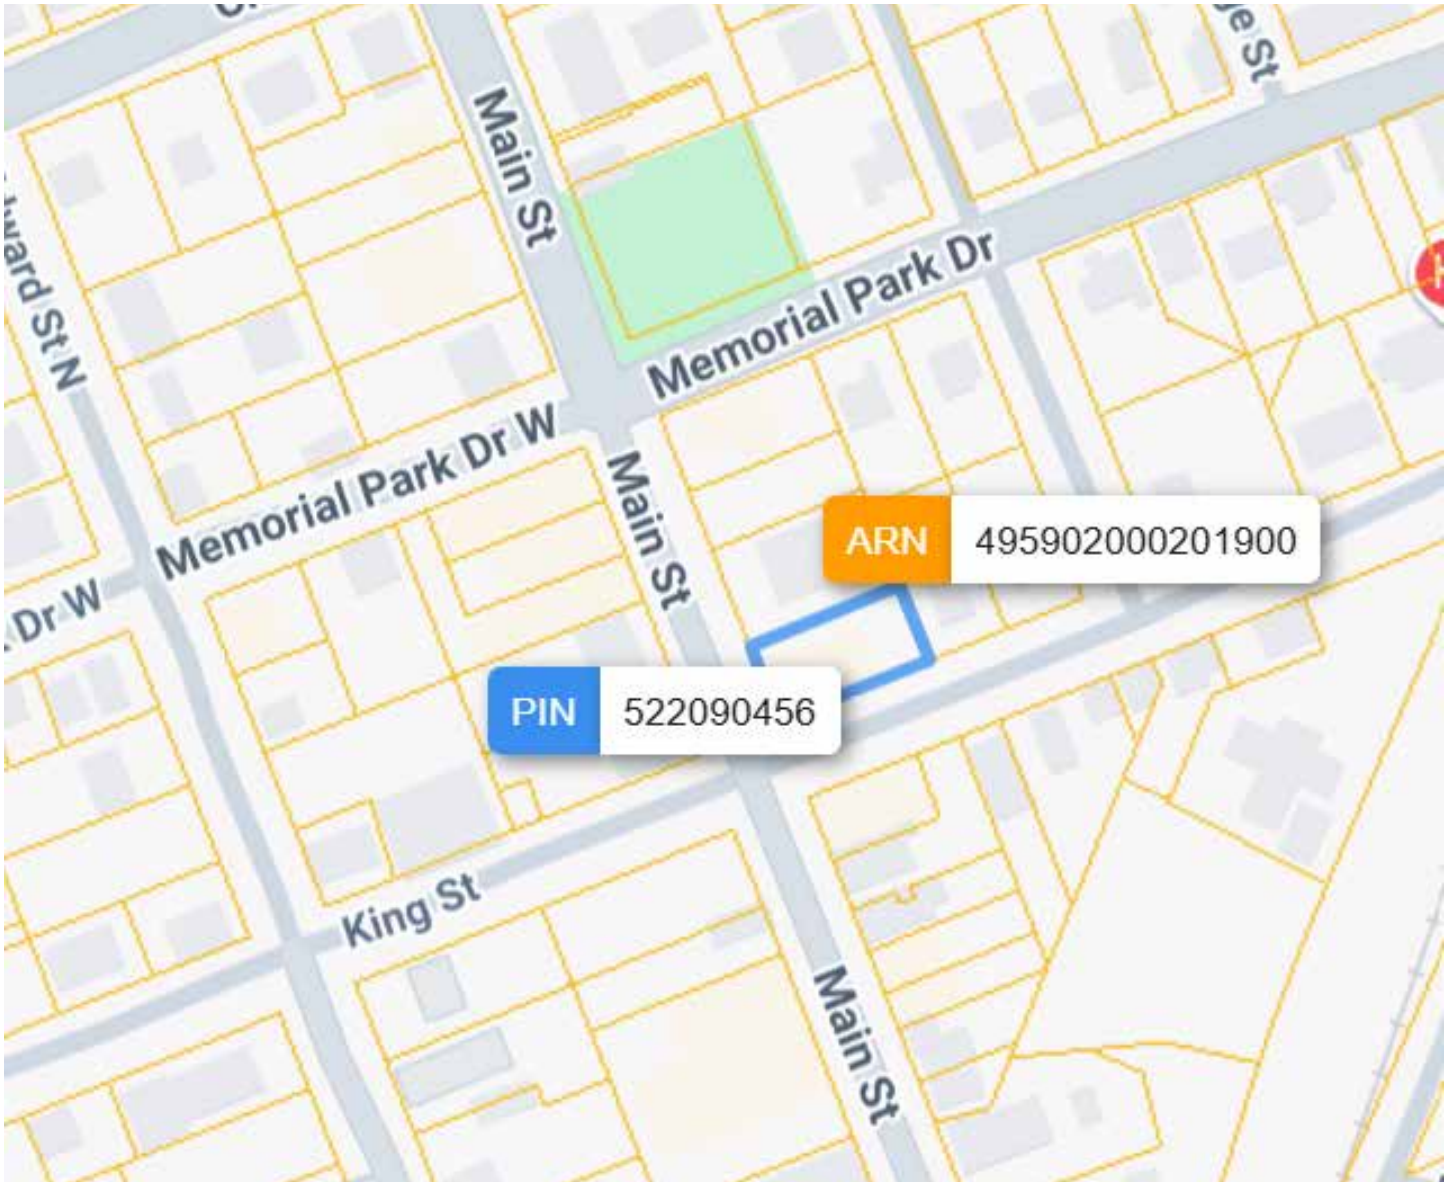 Main St
Memorial Park Dr
Memorial Park Dr W
Main St
ARN 495902000201900
Dr W
PIN 522090456
King St
Main St